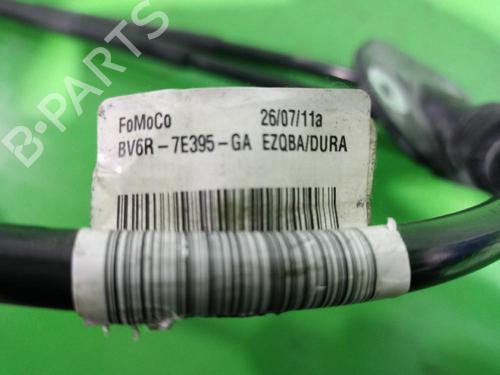 FoMoCo 26/07/11a
BV6R-7E395-GA EZQBA/DURA
B-PARTS